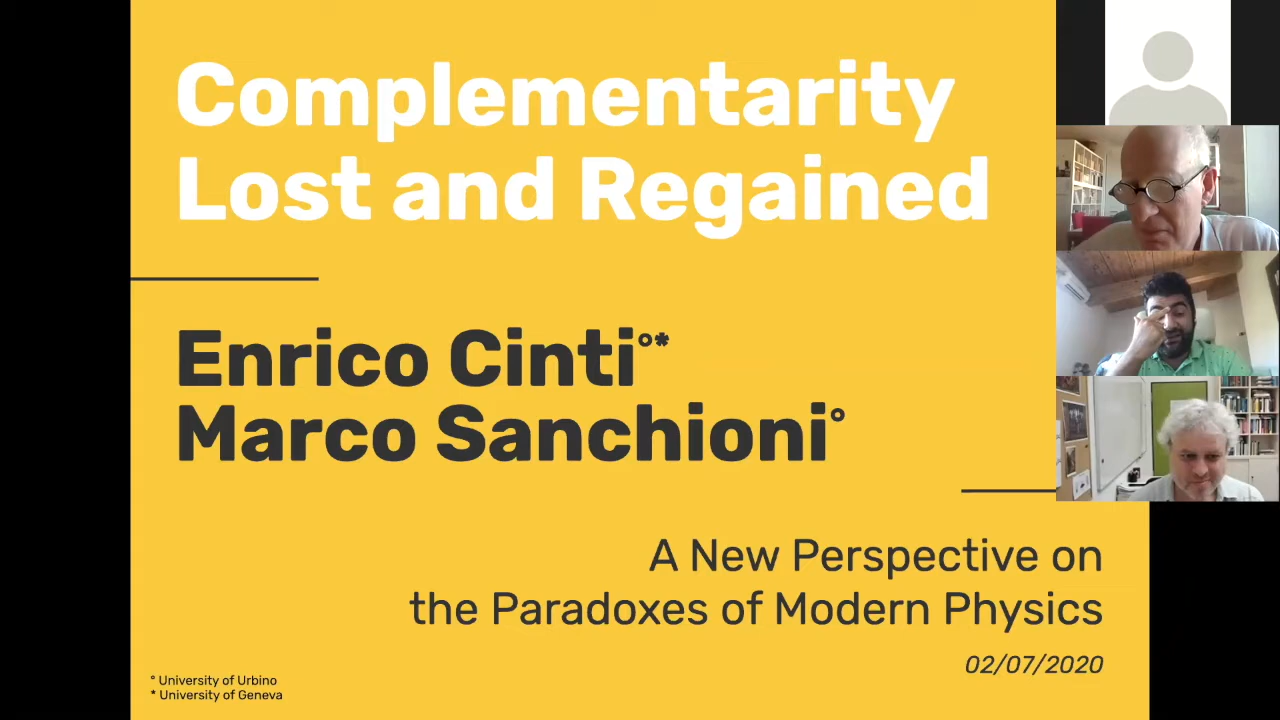 Complementarity
Lost and Regained
Enrico Cinti°*
Marco Sanchioni°
A New Perspective on
the Paradoxes of Modern Physics
02/07/2020
° University of Urbino
* University of Geneva